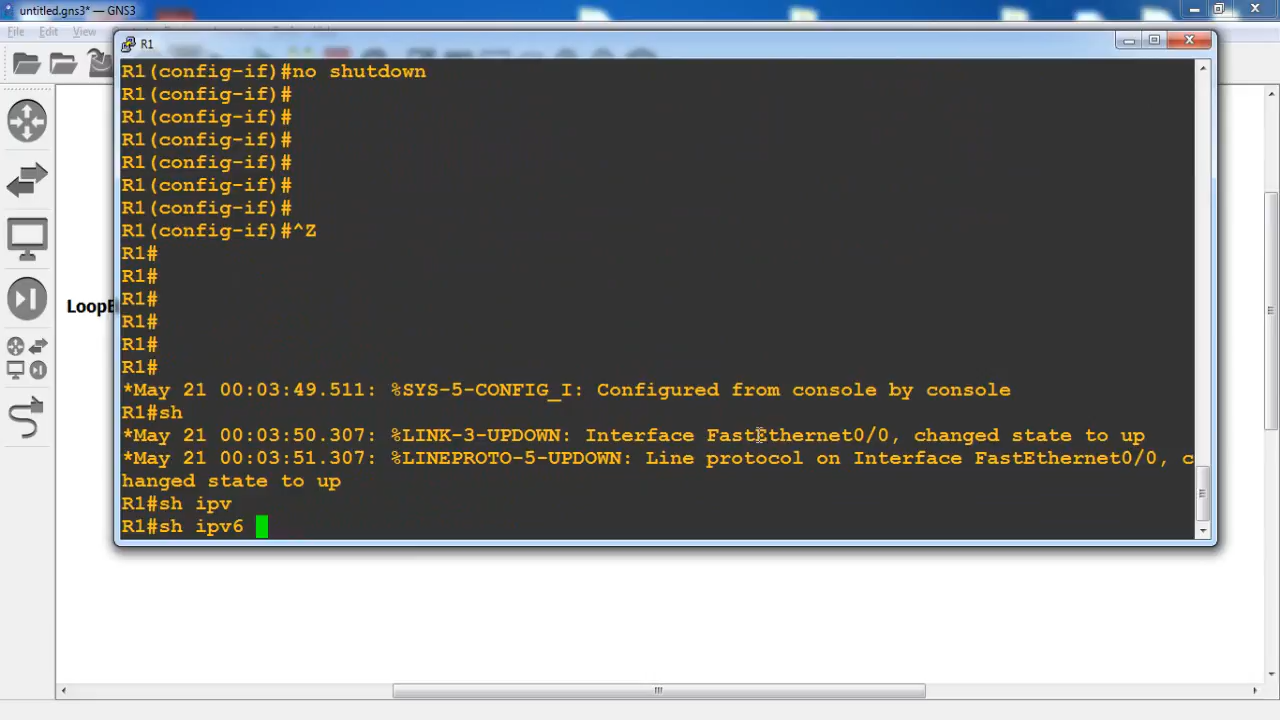 untitled.gns3* — GNS3
File Edit View
R1
R1(config-if)#no shutdown
R1(config-if)#
R1(config-if)#
R1(config-if)#
R1(config-if)#
R1(config-if)#
R1(config-if)#
R1(config-if)#^Z
R1#
R1#
R1#
R1#
R1#
R1#
*May 21 00:03:49.511: %SYS-5-CONFIG_I: Configured from console by console
R1#sh
*May 21 00:03:50.307: %LINK-3-UPDOWN: Interface FastEthernet0/0, changed state to up
*May 21 00:03:51.307: %LINEPROTO-5-UPDOWN: Line protocol on Interface FastEthernet0/0, c
hanged state to up
R1#sh ipv
R1#sh ipv6